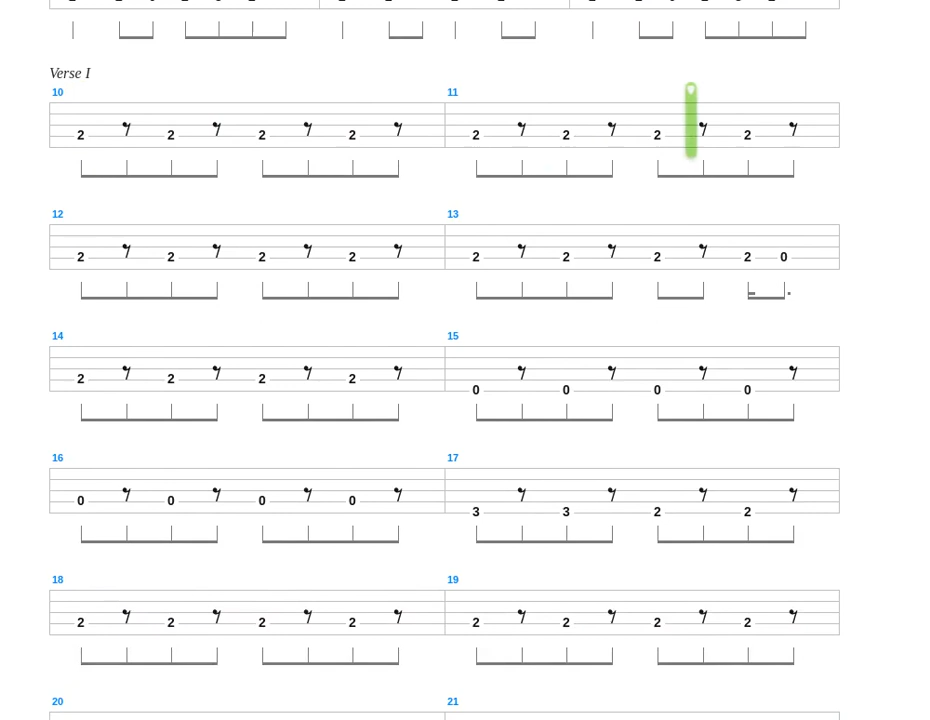 Verse I
10 11
2 2 2 2 2 2 2 2
12 13
2 2 2 2 2 2 2 2 0
14 15
2 2 2 2 0 0 0 0
16 17
0 0 0 0 3 3 2 2
18 19
2 2 2 2 2 2 2 2
20 21